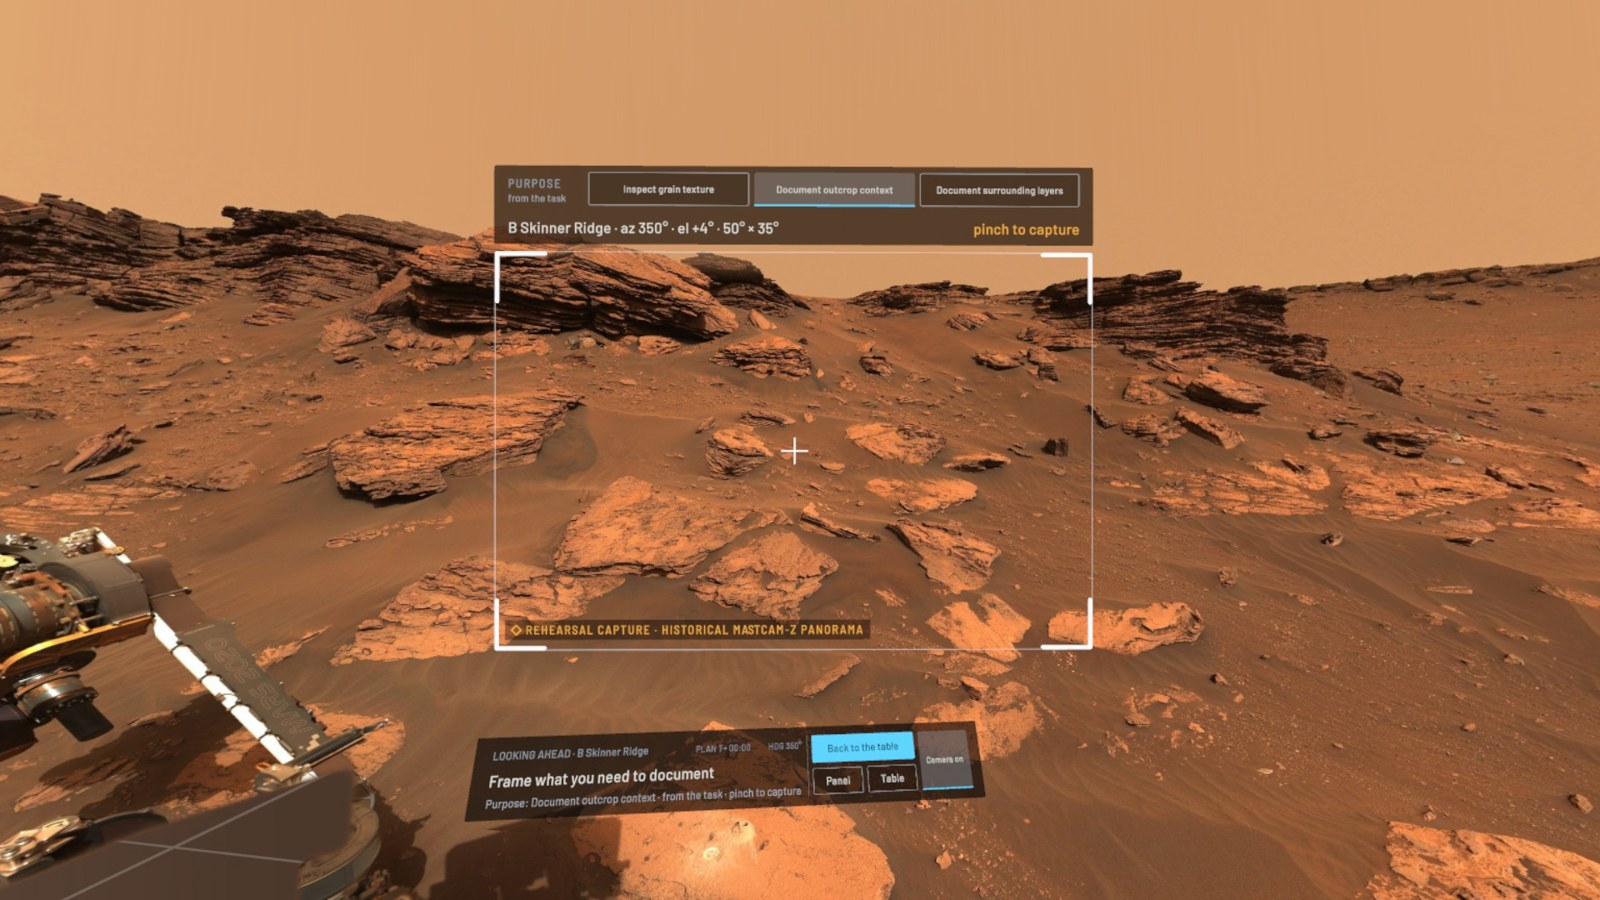 PURPOSE
from the task
Inspect grain texture
Document outcrop context
Document surrounding layers
B Skinner Ridge · az 350° · el +4° · 50° × 35°
pinch to capture
REHEARSAL CAPTURE · HISTORICAL MASTCAM-Z PANORAMA
LOOKING AHEAD · B Skinner Ridge
PLAN T+00:00
HDG 350°
Frame what you need to document
Purpose: Document outcrop context · from the task · pinch to capture
Back to the table
Panel
Table
Camera on